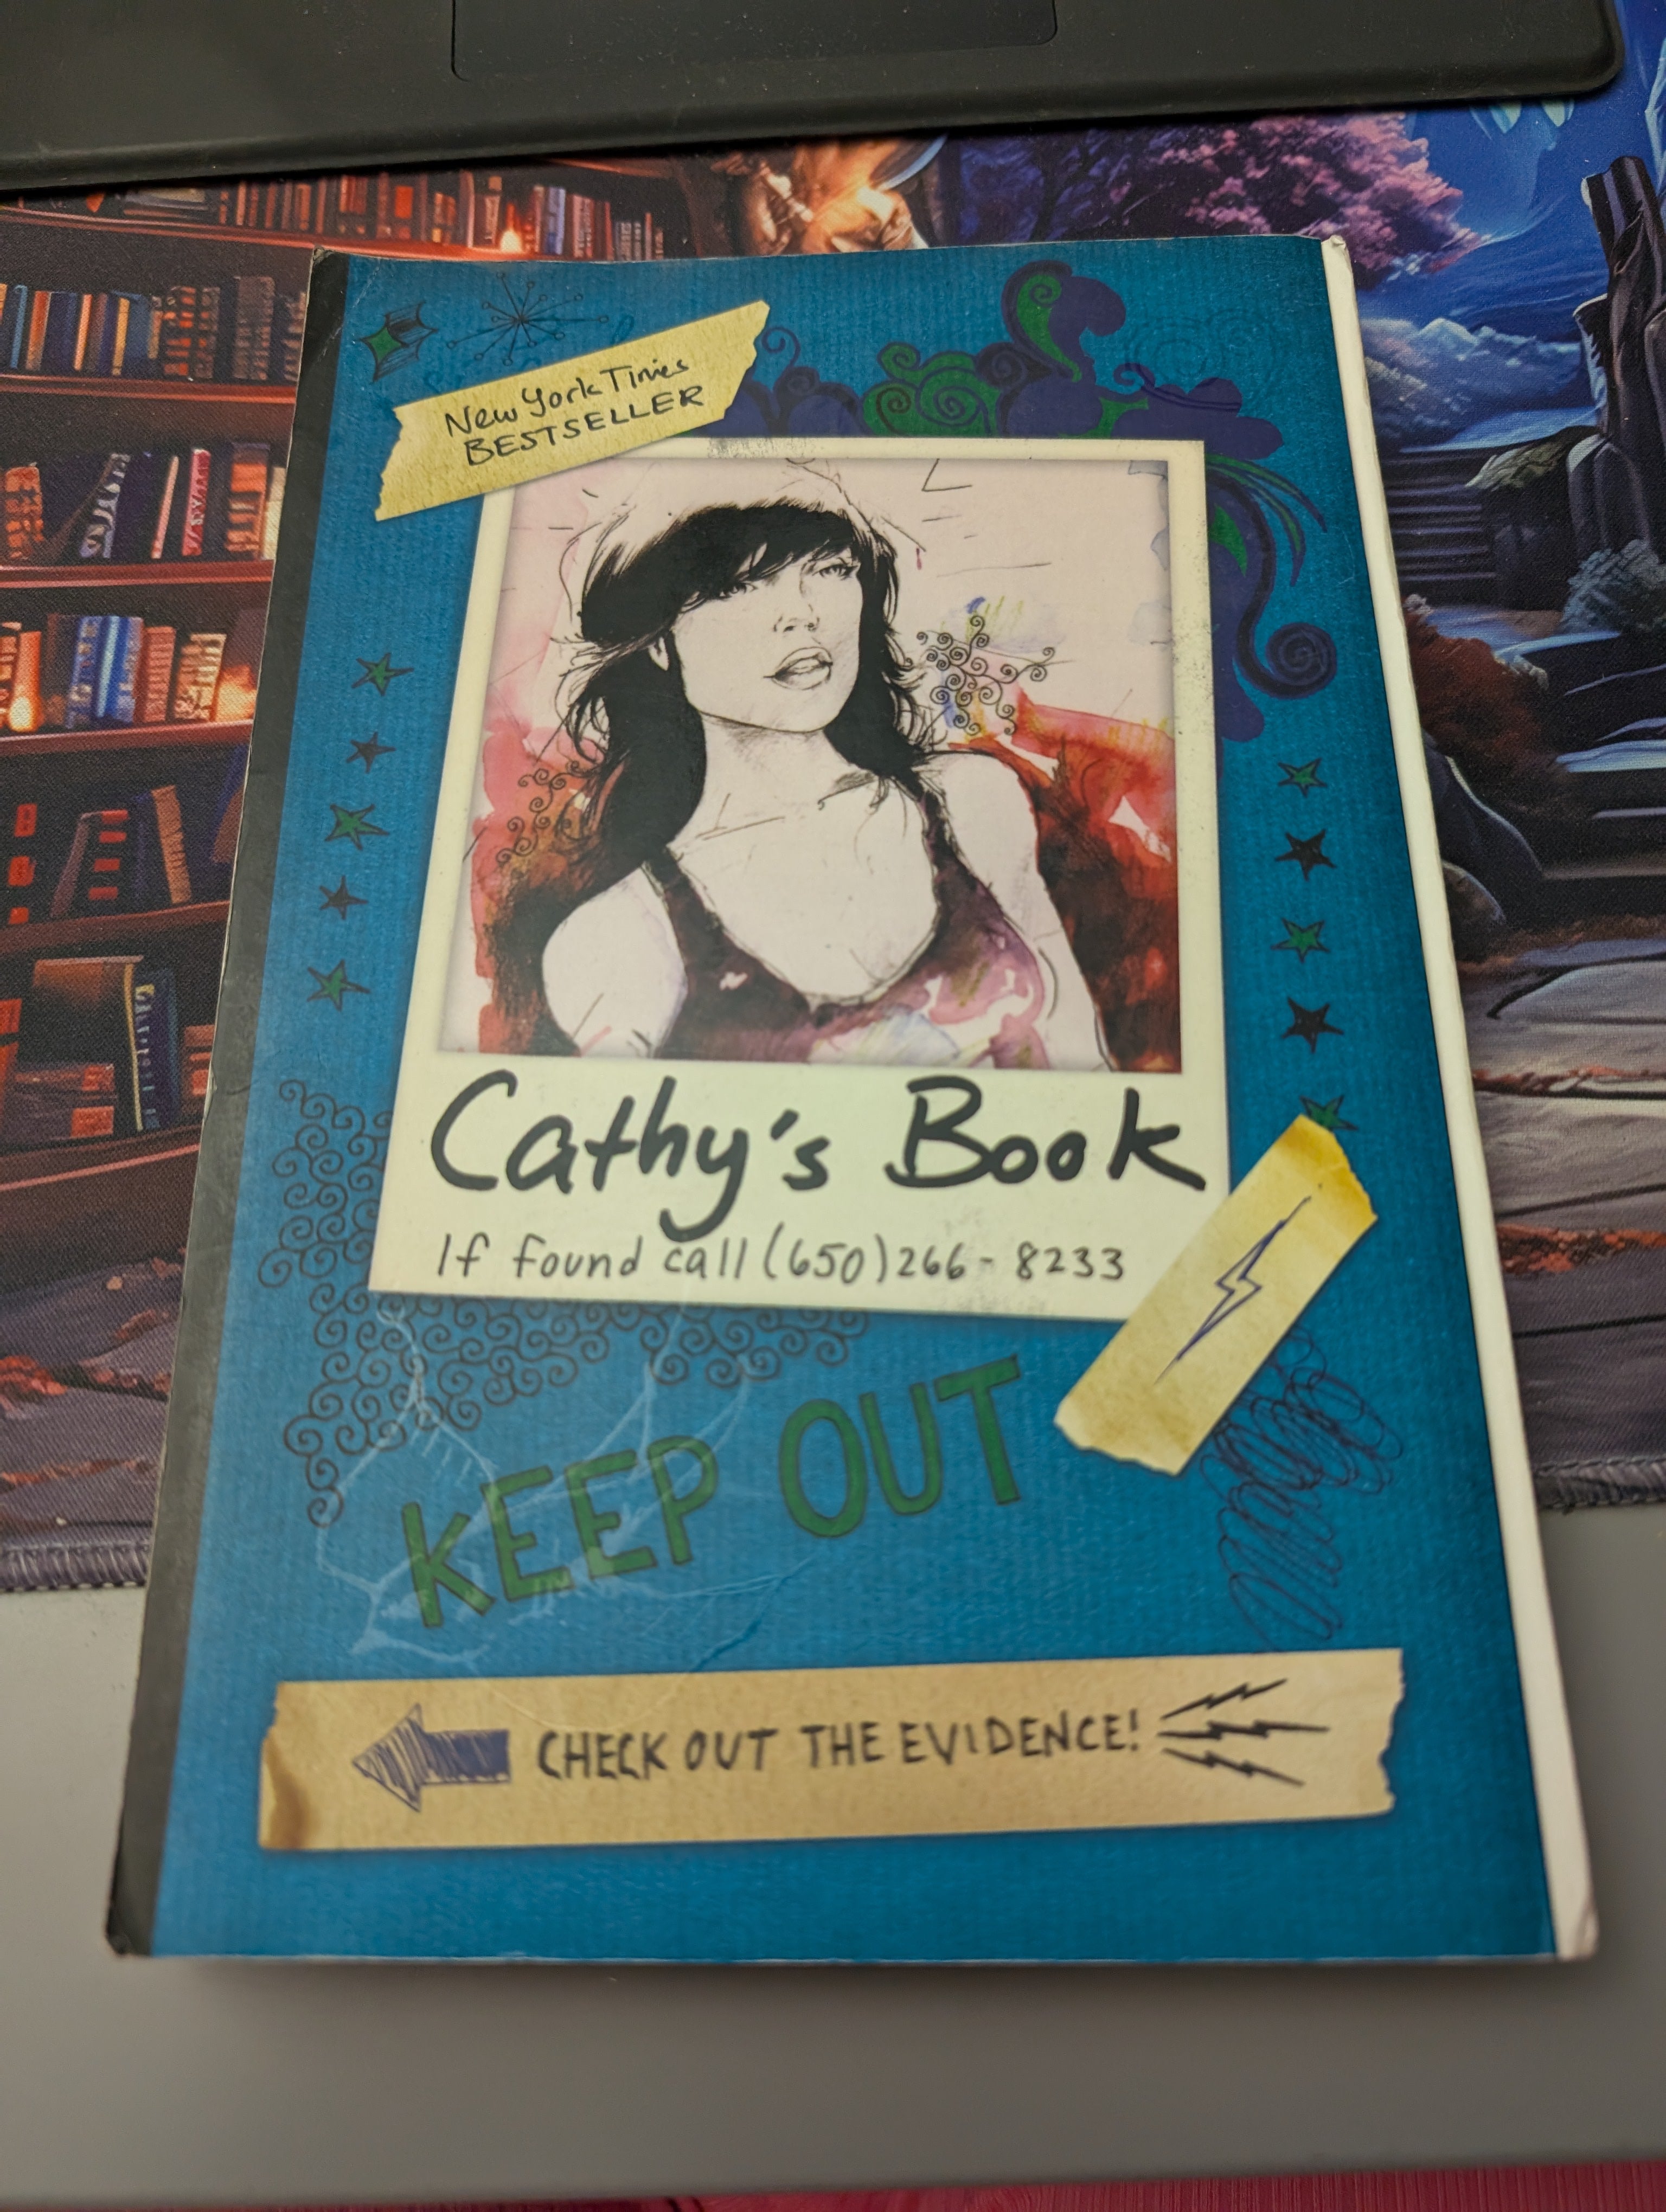 New York Times
BESTSELLER
Cathy's Book
If found call (650)266-8233
KEEP OUT
CHECK OUT THE EVIDENCE!